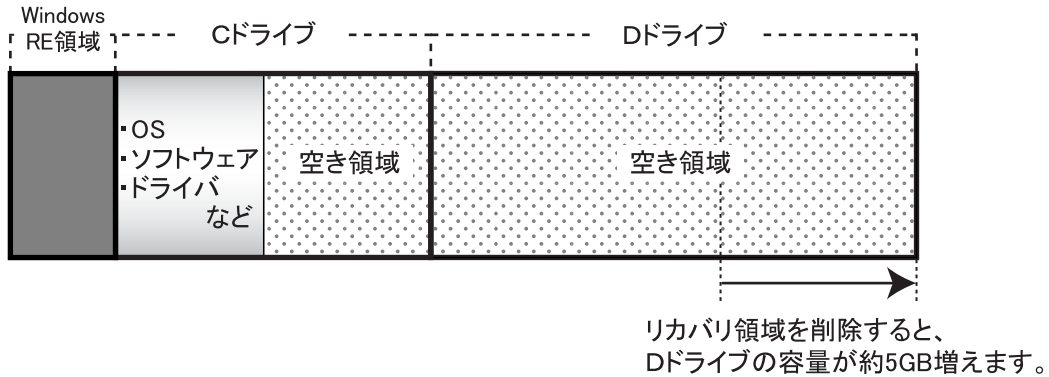 Windows
RE領域
Cドライブ
Dドライブ
・OS
・ソフトウェア
・ドライバ
など
空き領域
空き領域
リカバリ領域を削除すると、
Dドライブの容量が約5GB増えます。